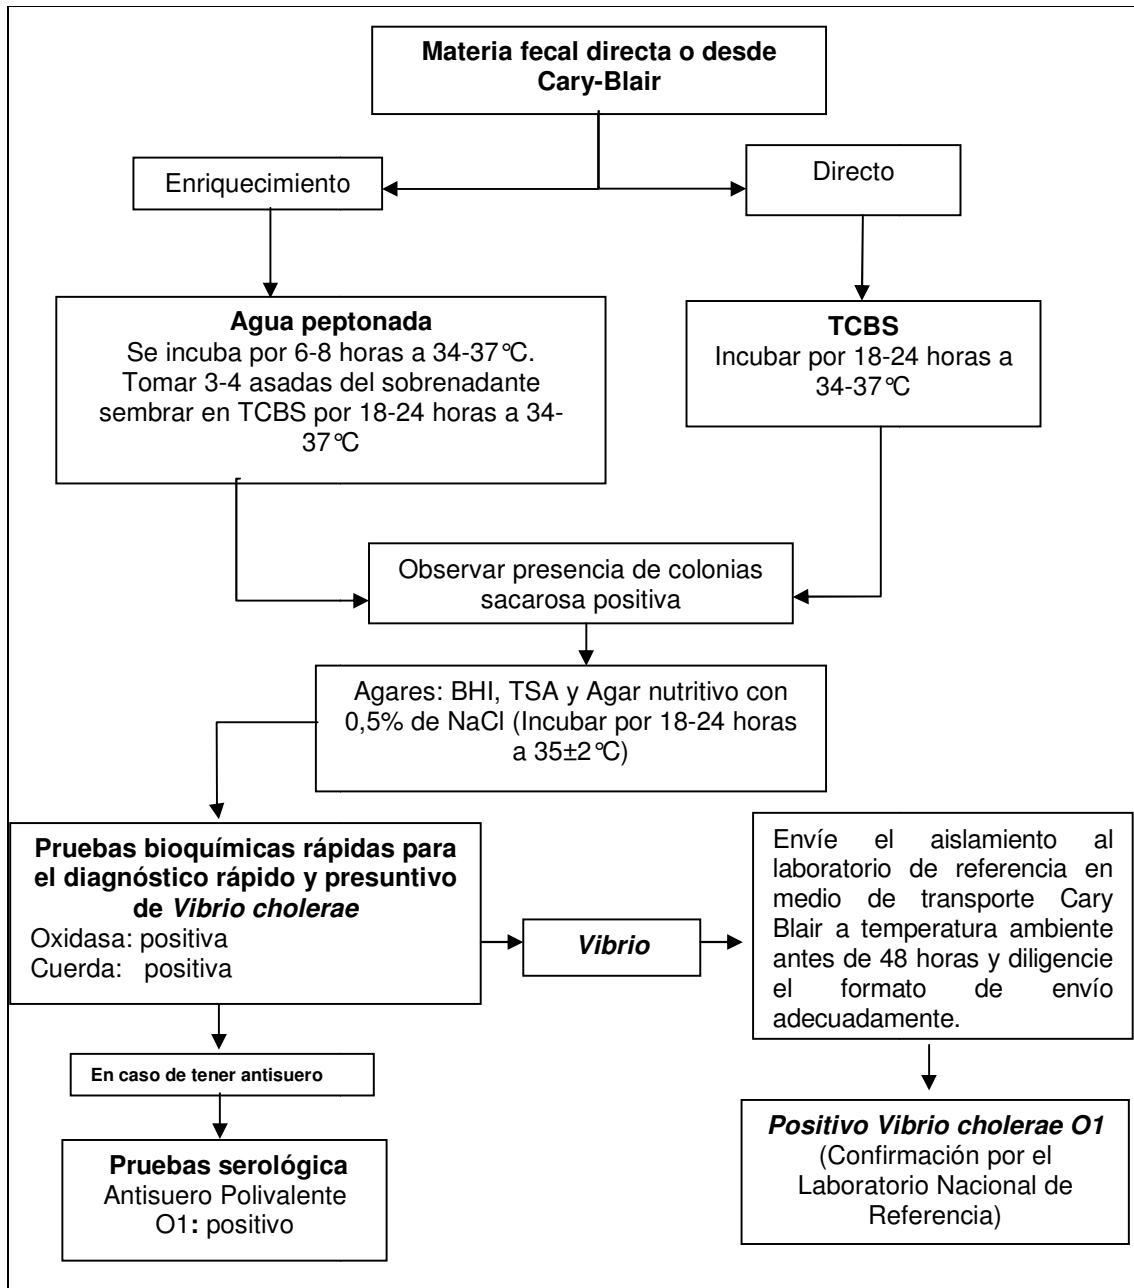 Materia fecal directa o desde
Cary-Blair
Enriquecimiento
Directo
Agua peptonada
Se incuba por 6-8 horas a 34-37°C.
Tomar 3-4 asadas del sobrenadante
sembrar en TCBS por 18-24 horas a 34-
37°C
TCBS
Incubar por 18-24 horas a
34-37°C
Observar presencia de colonias
sacarosa positiva
Agares: BHI, TSA y Agar nutritivo con
0,5% de NaCl (Incubar por 18-24 horas
a 35±2°C)
Pruebas bioquímicas rápidas para
el diagnóstico rápido y presuntivo
de Vibrio cholerae
Oxidasa: positiva
Cuerda: positiva
Vibrio
Envíe el aislamiento al
laboratorio de referencia en
medio de transporte Cary
Blair a temperatura ambiente
antes de 48 horas y diligencie
el formato de envío
adecuadamente.
En caso de tener antisuero
Pruebas serológica
Antisuero Polivalente
O1: positivo
Positivo Vibrio cholerae O1
(Confirmación por el
Laboratorio Nacional de
Referencia)